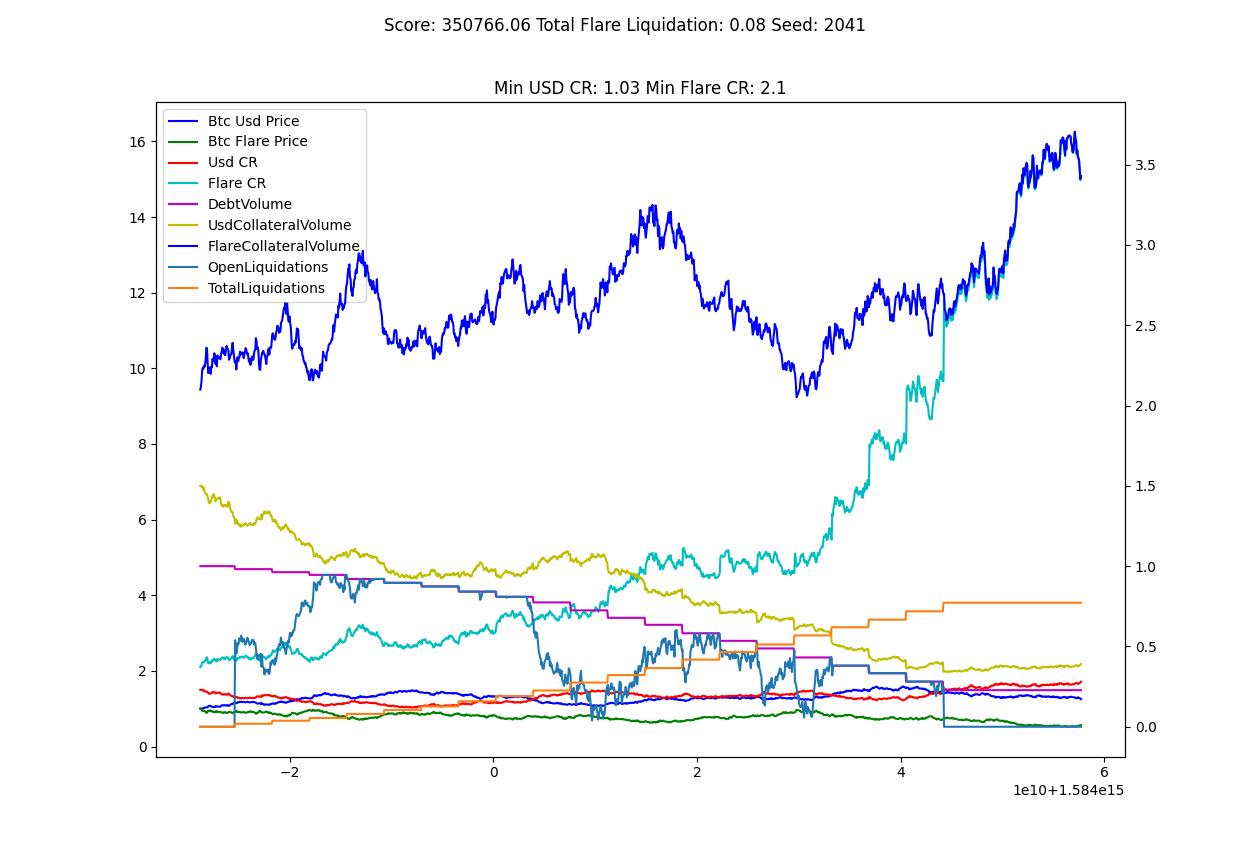 Score: 350766.06 Total Flare Liquidation: 0.08 Seed: 2041
Min USD CR: 1.03 Min Flare CR: 2.1
Btc Usd Price
Btc Flare Price
Usd CR
Flare CR
DebtVolume
UsdCollateralVolume
FlareCollateralVolume
OpenLiquidations
TotalLiquidations
16
14
12
10
8
6
4
2
0
3.5
3.0
2.5
2.0
1.5
1.0
0.5
0.0
−2 0 2 4 6
1e10+1.584e15